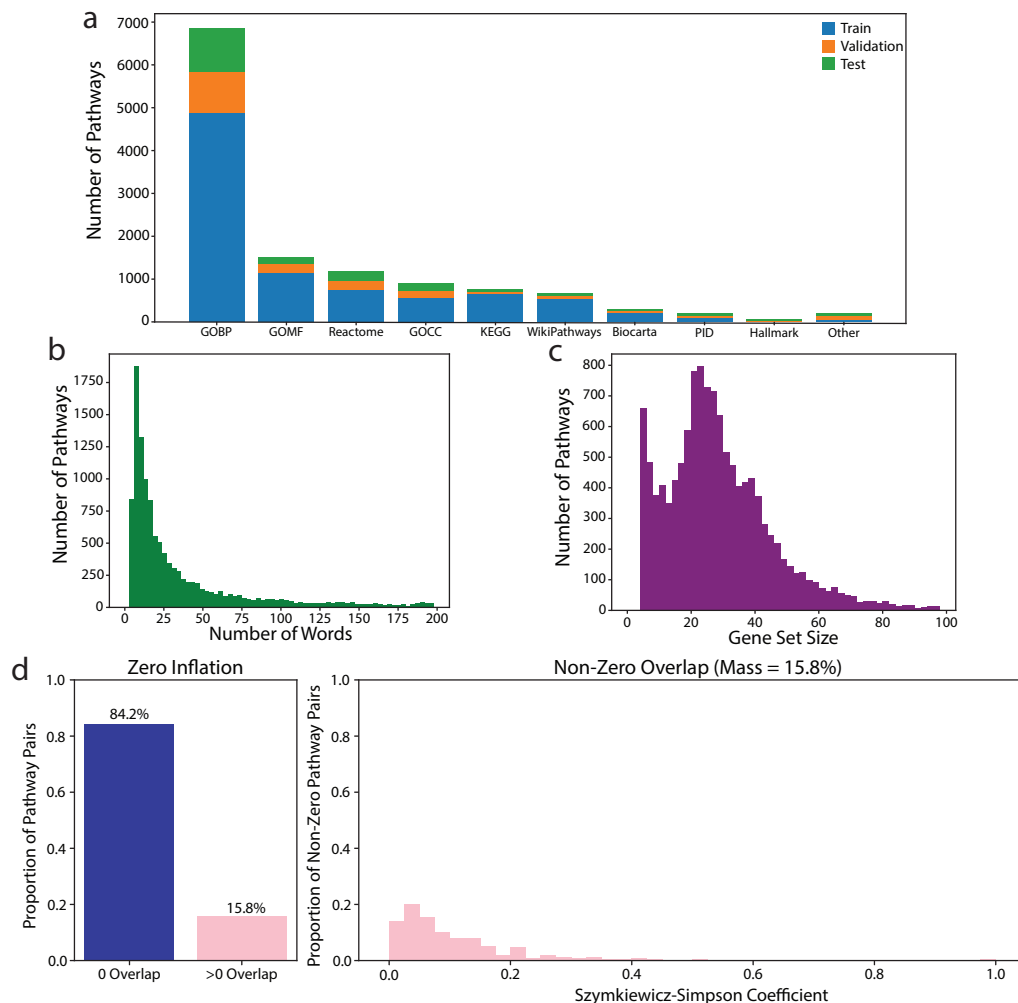 a
Number of Pathways
7000
6000
5000
4000
3000
2000
1000
0
Train
Validation
Test
GOBP GOMF Reactome GOCC KEGG WikiPathways Biocarta PID Hallmark Other
b
Number of Pathways
1750
1500
1250
1000
750
500
250
0
0 25 50 75 100 125 150 175 200
Number of Words
c
Number of Pathways
800
700
600
500
400
300
200
100
0
0 20 40 60 80 100
Gene Set Size
d
Zero Inflation
Proportion of Pathway Pairs
1.0
0.8
0.6
0.4
0.2
0.0
84.2%
15.8%
0 Overlap >0 Overlap
Non-Zero Overlap (Mass = 15.8%)
Proportion of Non-Zero Pathway Pairs
1.0
0.8
0.6
0.4
0.2
0.0
0.0 0.2 0.4 0.6 0.8 1.0
Szymkiewicz-Simpson Coefficient